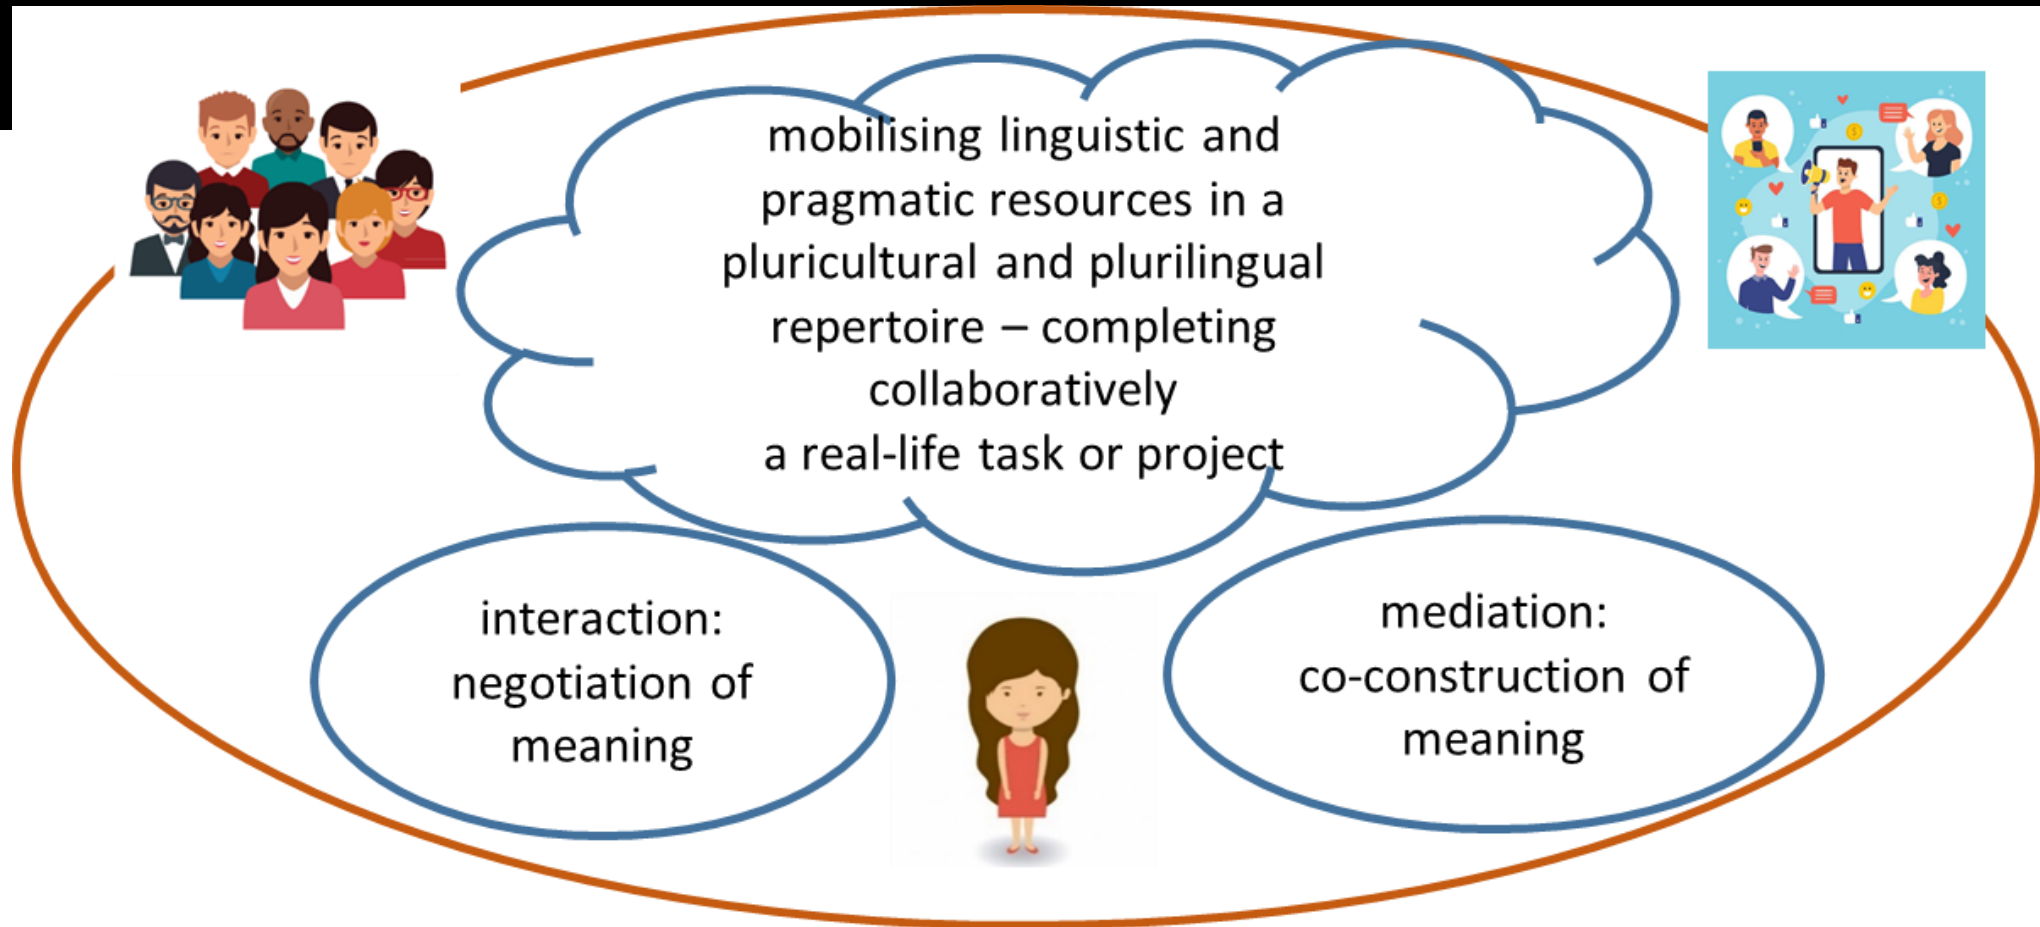 mobilising linguistic and
pragmatic resources in a
pluricultural and plurilingual
repertoire – completing
collaboratively
a real-life task or project
interaction:
negotiation of
meaning
mediation:
co-construction of
meaning